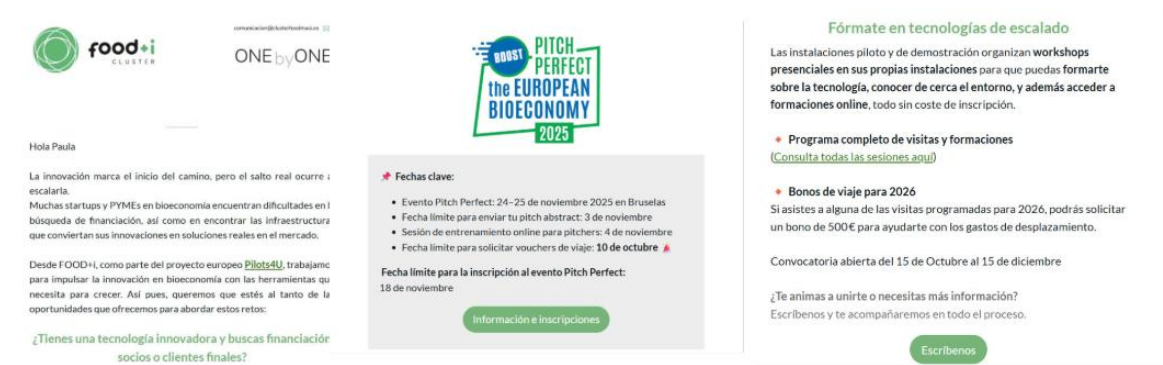 food+i
CLUSTER
comunicacion@clusterfoodmasi.es
ONEbyONE
Hola Paula
La innovación marca el inicio del camino, pero el salto real ocurre a
escalarla.
Muchas startups y PYMEs en bioeconomía encuentran dificultades en l
búsqueda de financiación, así como en encontrar las infraestructura
que conviertan sus innovaciones en soluciones reales en el mercado.
Desde FOOD+i, como parte del proyecto europeo Pilots4U, trabajamo
para impulsar la innovación en bioeconomía con las herramientas qu
necesita para crecer. Así pues, queremos que estés al tanto de la
oportunidades que ofrecemos para abordar estos retos:
¿Tienes una tecnología innovadora y buscas financiación
socios o clientes finales?
BOOST
PITCH
PERFECT
the EUROPEAN
BIOECONOMY
2025
Fechas clave:
• Evento Pitch Perfect: 24–25 de noviembre 2025 en Bruselas
• Fecha límite para enviar tu pitch abstract: 3 de noviembre
• Sesión de entrenamiento online para pitchers: 4 de noviembre
• Fecha límite para solicitar vouchers de viaje: 10 de octubre
Fecha límite para la inscripción al evento Pitch Perfect:
18 de noviembre
Información e inscripciones
Fórmate en tecnologías de escalado
Las instalaciones piloto y de demostración organizan workshops
presenciales en sus propias instalaciones para que puedas formarte
sobre la tecnología, conocer de cerca el entorno, y además acceder a
formaciones online, todo sin coste de inscripción.
Programa completo de visitas y formaciones
(Consulta todas las sesiones aquí)
Bonos de viaje para 2026
Si asistes a alguna de las visitas programadas para 2026, podrás solicitar
un bono de 500€ para ayudarte con los gastos de desplazamiento.
Convocatoria abierta del 15 de Octubre al 15 de diciembre
¿Te animas a unirte o necesitas más información?
Escríbenos y te acompañaremos en todo el proceso.
Escríbenos